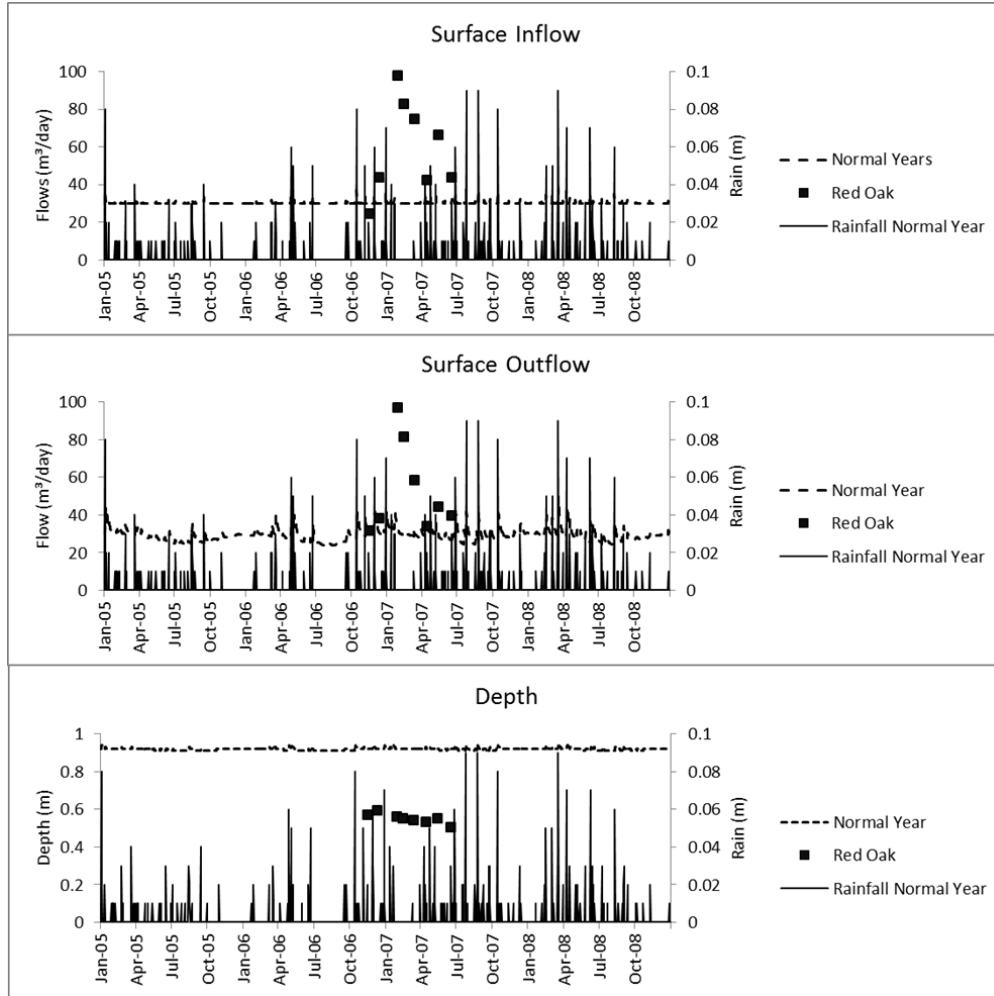 Surface Inflow
100
80
60
40
20
0
Flows (m³/day)
0.1
0.08
0.06
0.04
0.02
0
Rain (m)
Jan-05
Apr-05
Jul-05
Oct-05
Jan-06
Apr-06
Jul-06
Oct-06
Jan-07
Apr-07
Jul-07
Oct-07
Jan-08
Apr-08
Jul-08
Oct-08
Normal Years
Red Oak
Rainfall Normal Year
Surface Outflow
100
80
60
40
20
0
Flow (m³/day)
0.1
0.08
0.06
0.04
0.02
0
Rain (m)
Jan-05
Apr-05
Jul-05
Oct-05
Jan-06
Apr-06
Jul-06
Oct-06
Jan-07
Apr-07
Jul-07
Oct-07
Jan-08
Apr-08
Jul-08
Oct-08
Normal Year
Red Oak
Rainfall Normal Year
Depth
1
0.8
0.6
0.4
0.2
0
Depth (m)
0.1
0.08
0.06
0.04
0.02
0
Rain (m)
Jan-05
Apr-05
Jul-05
Oct-05
Jan-06
Apr-06
Jul-06
Oct-06
Jan-07
Apr-07
Jul-07
Oct-07
Jan-08
Apr-08
Jul-08
Oct-08
Normal Year
Red Oak
Rainfall Normal Year